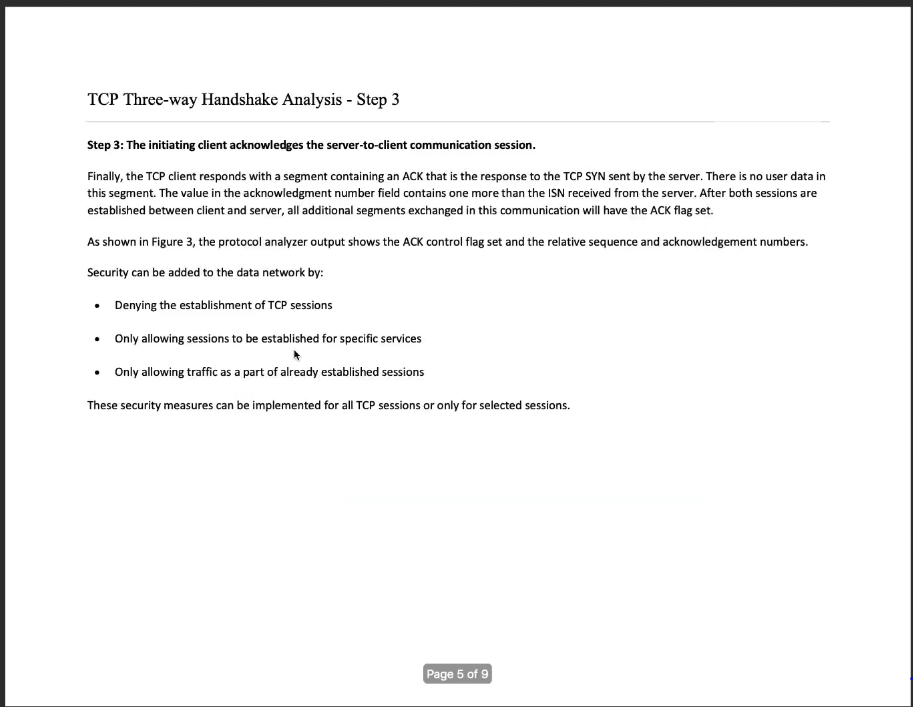 TCP Three-way Handshake Analysis - Step 3
Step 3: The initiating client acknowledges the server-to-client communication session.
Finally, the TCP client responds with a segment containing an ACK that is the response to the TCP SYN sent by the server. There is no user data in
this segment. The value in the acknowledgment number field contains one more than the ISN received from the server. After both sessions are
established between client and server, all additional segments exchanged in this communication will have the ACK flag set.
As shown in Figure 3, the protocol analyzer output shows the ACK control flag set and the relative sequence and acknowledgement numbers.
Security can be added to the data network by:
• Denying the establishment of TCP sessions
• Only allowing sessions to be established for specific services
• Only allowing traffic as a part of already established sessions
These security measures can be implemented for all TCP sessions or only for selected sessions.
Page 5 of 9